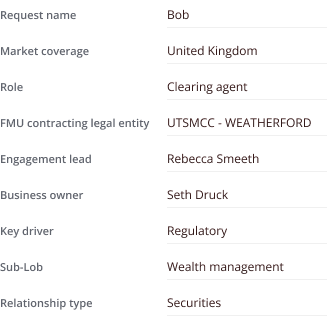 Request name Bob
Market coverage United Kingdom
Role Clearing agent
FMU contracting legal entity UTSMCC - WEATHERFORD
Engagement lead Rebecca Smeeth
Business owner Seth Druck
Key driver Regulatory
Sub-Lob Wealth management
Relationship type Securities